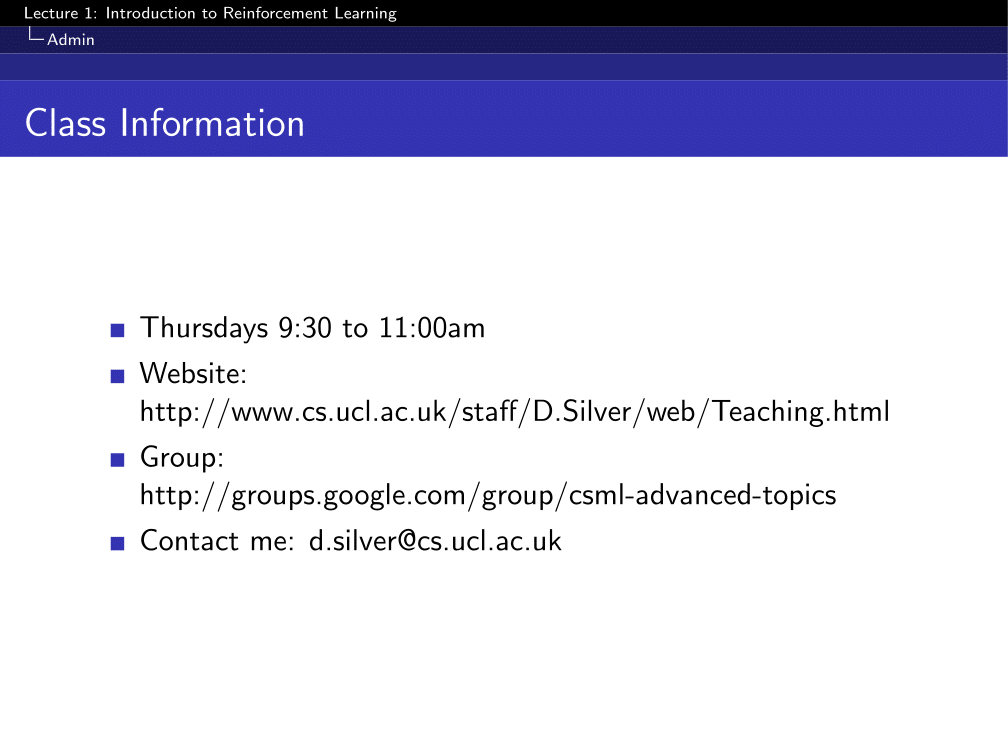 Lecture 1: Introduction to Reinforcement Learning
Admin
Class Information
Thursdays 9:30 to 11:00am
Website:
http://www.cs.ucl.ac.uk/staff/D.Silver/web/Teaching.html
Group:
http://groups.google.com/group/csml-advanced-topics
Contact me: d.silver@cs.ucl.ac.uk